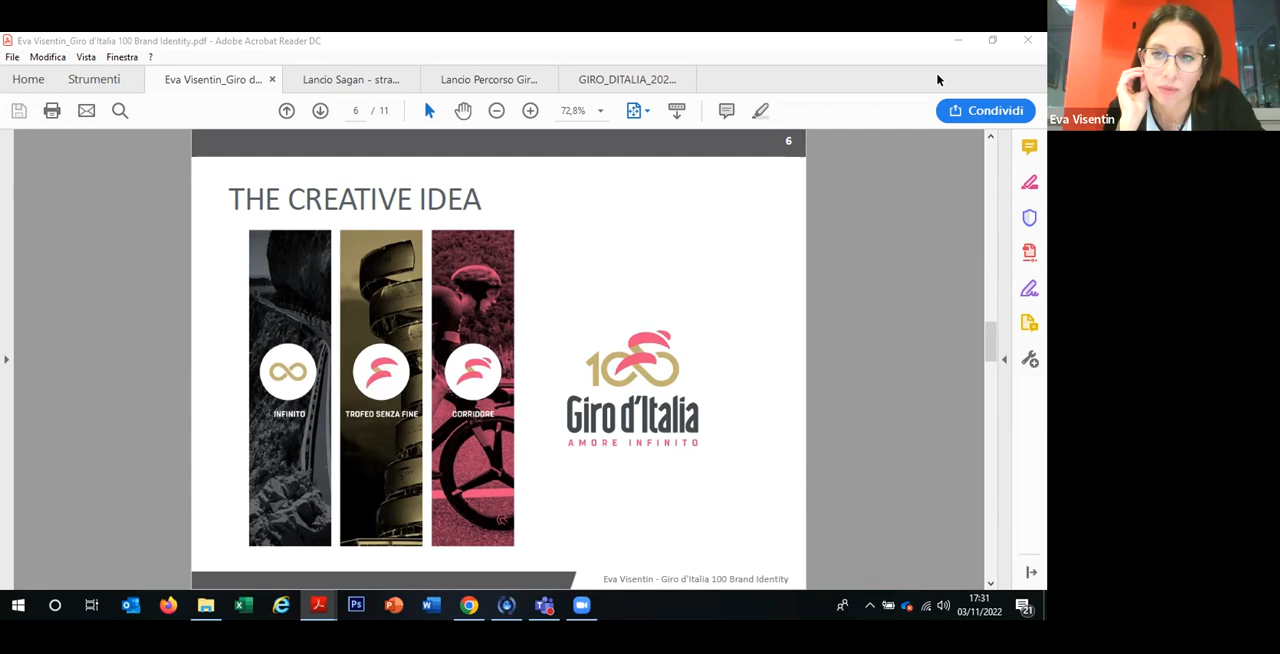 Eva Visentin_Giro d'Italia 100 Brand Identity.pdf - Adobe Acrobat Reader DC
File Modifica Vista Finestra ?
Home Strumenti Eva Visentin_Giro d... × Lancio Sagan - stra... Lancio Percorso Gir... GIRO_DITALIA_202...
6 / 11 72,8% Condividi
Eva Visentin
6
THE CREATIVE IDEA
INFINITO TROFEO SENZA FINE CORRIDORE
100
Giro d'Italia
AMORE INFINITO
Eva Visentin - Giro d'Italia 100 Brand Identity
17:31
03/11/2022
21